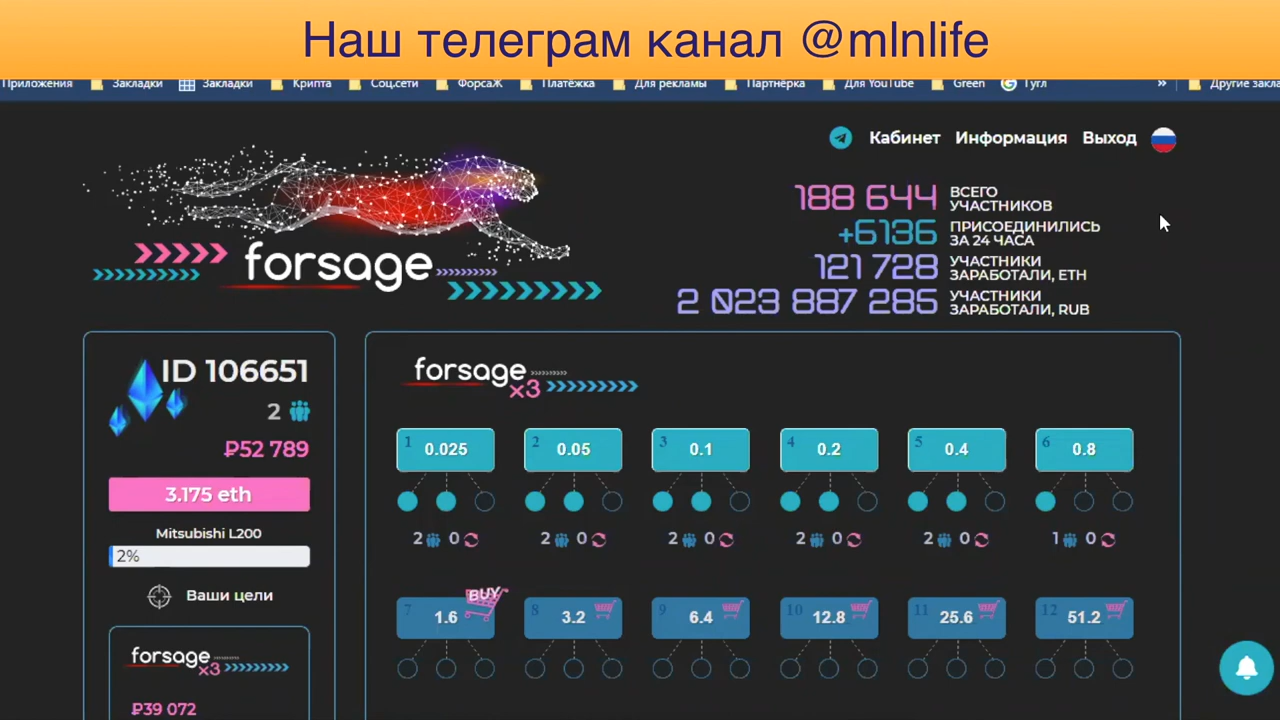 Наш телеграм канал @mlnlife
Приложения Закладки Закладки Крипта Соц.сети ФорсаЖ Платёжка Для рекламы Партнёрка Для YouTube Green Гугл » Другие закла
Кабинет Информация Выход
188 644 ВСЕГО
УЧАСТНИКОВ
+6136 ПРИСОЕДИНИЛИСЬ
ЗА 24 ЧАСА
121 728 УЧАСТНИКИ
ЗАРАБОТАЛИ, ETH
2 023 887 285 УЧАСТНИКИ
ЗАРАБОТАЛИ, RUB
forsage
ID 106651
2
₽52 789
3.175 eth
Mitsubishi L200
2%
Ваши цели
forsage
x3
₽39 072
forsage
x3
1 0.025 2 0.05 3 0.1 4 0.2 5 0.4 6 0.8
2 0 2 0 2 0 2 0 2 0 1 0
BUY
7 1.6 8 3.2 9 6.4 10 12.8 11 25.6 12 51.2